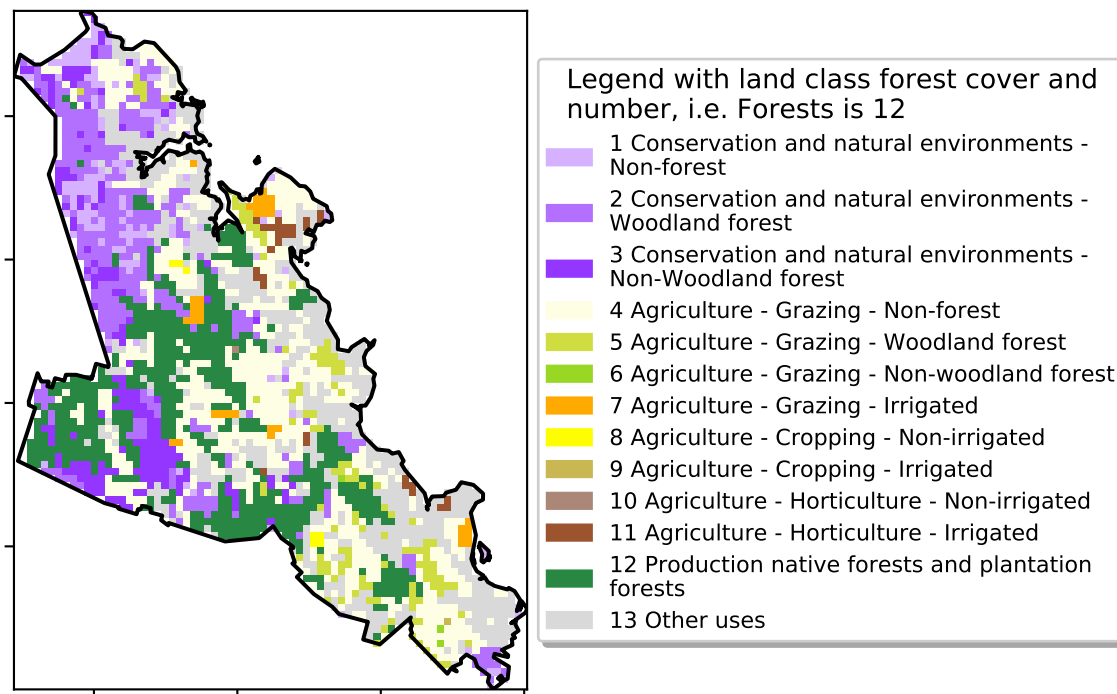 Legend with land class forest cover and
number, i.e. Forests is 12
1 Conservation and natural environments -
Non-forest
2 Conservation and natural environments -
Woodland forest
3 Conservation and natural environments -
Non-Woodland forest
4 Agriculture - Grazing - Non-forest
5 Agriculture - Grazing - Woodland forest
6 Agriculture - Grazing - Non-woodland forest
7 Agriculture - Grazing - Irrigated
8 Agriculture - Cropping - Non-irrigated
9 Agriculture - Cropping - Irrigated
10 Agriculture - Horticulture - Non-irrigated
11 Agriculture - Horticulture - Irrigated
12 Production native forests and plantation
forests
13 Other uses